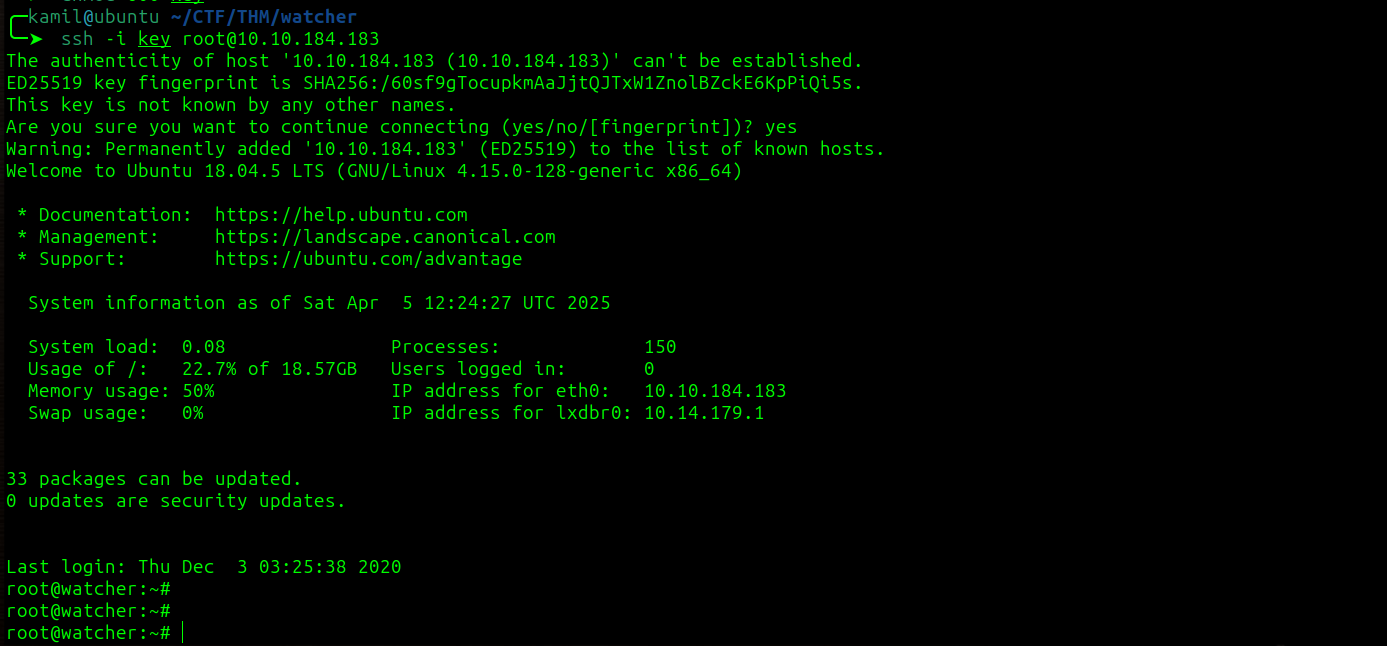 kamil@ubuntu ~/CTF/THM/watcher
ssh -i key root@10.10.184.183
The authenticity of host '10.10.184.183 (10.10.184.183)' can't be established.
ED25519 key fingerprint is SHA256:/60sf9gTocupkmAaJjtQJTxW1ZnolBZckE6KpPiQi5s.
This key is not known by any other names.
Are you sure you want to continue connecting (yes/no/[fingerprint])? yes
Warning: Permanently added '10.10.184.183' (ED25519) to the list of known hosts.
Welcome to Ubuntu 18.04.5 LTS (GNU/Linux 4.15.0-128-generic x86_64)
* Documentation:  https://help.ubuntu.com
* Management:     https://landscape.canonical.com
* Support:        https://ubuntu.com/advantage
System information as of Sat Apr  5 12:24:27 UTC 2025
System load:  0.08               Processes:             150
Usage of /:   22.7% of 18.57GB   Users logged in:       0
Memory usage: 50%                IP address for eth0:   10.10.184.183
Swap usage:   0%                 IP address for lxdbr0: 10.14.179.1
33 packages can be updated.
0 updates are security updates.
Last login: Thu Dec  3 03:25:38 2020
root@watcher:~#
root@watcher:~#
root@watcher:~#